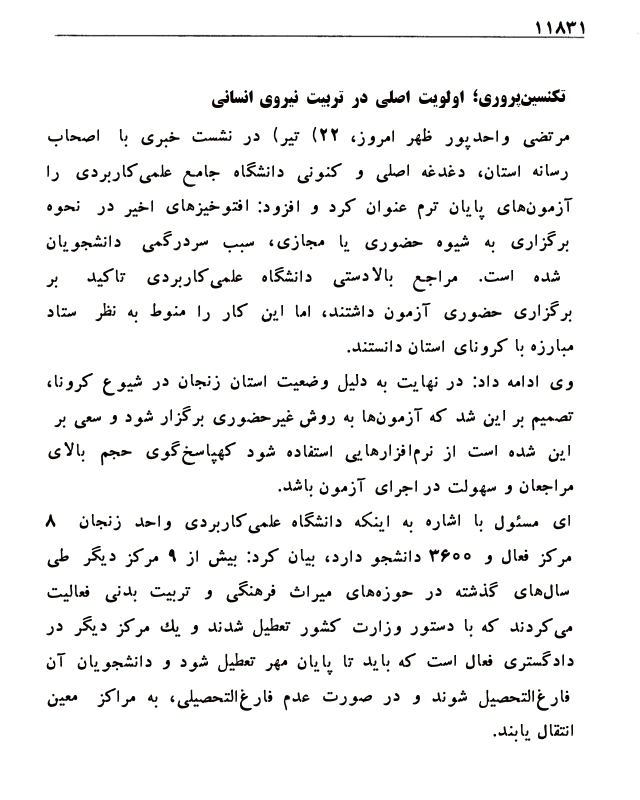 ۱۱۸۳۱
تکنسین‌پروری؛ اولویت اصلی در تربیت نیروی انسانی
مرتضی واحدپور ظهر امروز، ۲۲) تیر) در نشست خبری با اصحاب
رسانه استان، دغدغه اصلی و کنونی دانشگاه جامع علمی‌کاربردی را
آزمون‌های پایان ترم عنوان کرد و افزود: افتوخیزهای اخیر در نحوه
برگزاری به شیوه حضوری یا مجازی، سبب سردرگمی دانشجویان
شده است. مراجع بالادستی دانشگاه علمی‌کاربردی تاکید بر
برگزاری حضوری آزمون داشتند، اما این کار را منوط به نظر ستاد
مبارزه با کرونای استان دانستند.
وی ادامه داد: در نهایت به دلیل وضعیت استان زنجان در شیوع کرونا،
تصمیم بر این شد که آزمون‌ها به روش غیرحضوری برگزار شود و سعی بر
این شده است از نرم‌افزارهایی استفاده شود کهپاسخ‌گوی حجم بالای
مراجعان و سهولت در اجرای آزمون باشد.
ای مسئول با اشاره به اینکه دانشگاه علمی‌کاربردی واحد زنجان ۸
مرکز فعال و ۳۶۰۰ دانشجو دارد، بیان کرد: بیش از ۹ مرکز دیگر طی
سال‌های گذشته در حوزه‌های میراث فرهنگی و تربیت بدنی فعالیت
می‌کردند که با دستور وزارت کشور تعطیل شدند و یك مرکز دیگر در
دادگستری فعال است که باید تا پایان مهر تعطیل شود و دانشجویان آن
فارغ‌التحصیل شوند و در صورت عدم فارغ‌التحصیلی، به مراکز معین
انتقال یابند.